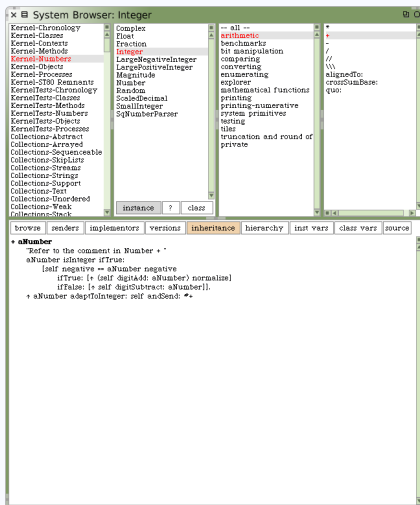 System Browser: Integer
Kernel-Chronology
Kernel-Classes
Kernel-Contexts
Kernel-Methods
Kernel-Numbers
Kernel-Objects
Kernel-Processes
Kernel-ST80 Remnants
KernelTests-Chronology
KernelTests-Classes
KernelTests-Methods
KernelTests-Numbers
KernelTests-Objects
KernelTests-Processes
Collections-Abstract
Collections-Arrayed
Collections-Sequenceable
Collections-SkipLists
Collections-Streams
Collections-Strings
Collections-Support
Collections-Text
Collections-Unordered
Collections-Weak
Collections-Stack
Complex
Float
Fraction
Integer
LargeNegativeInteger
LargePositiveInteger
Magnitude
Number
Random
ScaledDecimal
SmallInteger
SqNumberParser
instance ? class
-- all --
arithmetic
benchmarks
bit manipulation
comparing
converting
enumerating
explorer
mathematical functions
printing
printing-numerative
system primitives
testing
tiles
truncation and round of
private
*
+
-
/
//
\\\
alignedTo:
crossSumBase:
quo:
browse senders implementors versions inheritance hierarchy inst vars class vars source
+ aNumber
"Refer to the comment in Number + "
aNumber isInteger ifTrue:
[self negative == aNumber negative
ifTrue: [↑ (self digitAdd: aNumber) normalize]
ifFalse: [↑ self digitSubtract: aNumber]].
↑ aNumber adaptToInteger: self andSend: #+